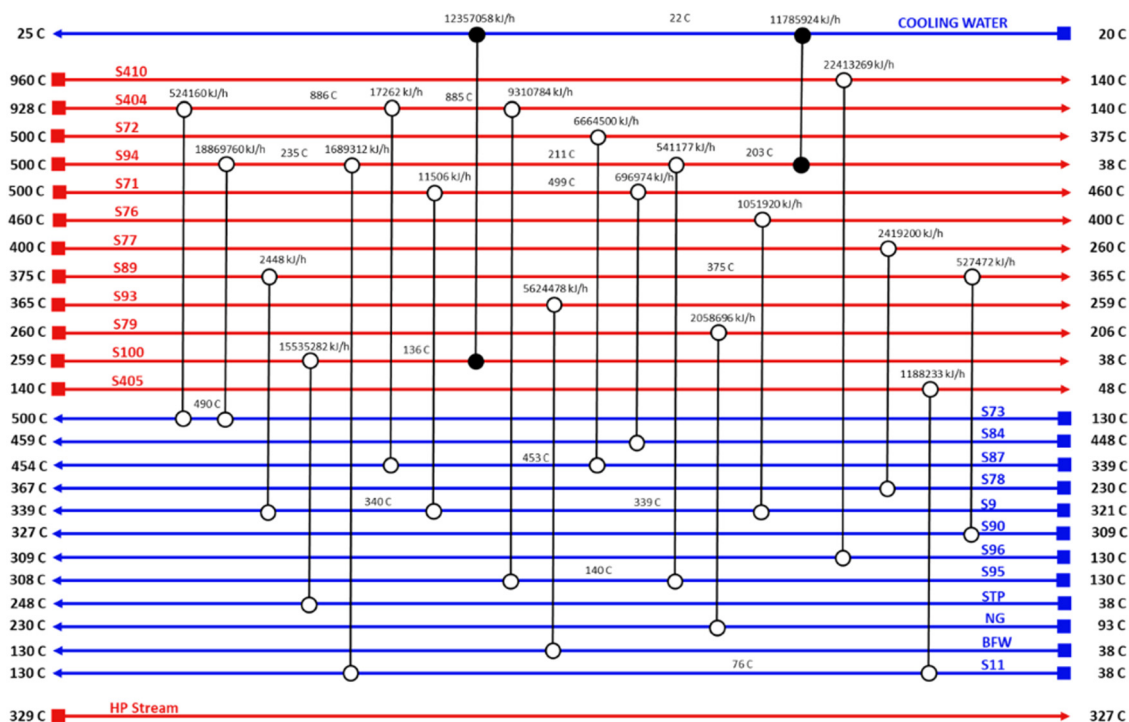 12357058 kJ/h 22 C 11785924 kJ/h
25 C COOLING WATER 20 C
22413269 kJ/h
960 C S410 140 C
524160 kJ/h 886 C 17262 kJ/h 885 C 9310784 kJ/h
928 C S404 140 C
6664500 kJ/h
500 C S72 375 C
18869760 kJ/h 235 C 1689312 kJ/h 211 C 541177 kJ/h 203 C
500 C S94 38 C
11506 kJ/h 499 C 696974 kJ/h
500 C S71 460 C
1051920 kJ/h
460 C S76 400 C
2419200 kJ/h
400 C S77 260 C
2448 kJ/h 375 C 527472 kJ/h
375 C S89 365 C
5624478 kJ/h
365 C S93 259 C
2058696 kJ/h
260 C S79 206 C
15535282 kJ/h 136 C
259 C S100 38 C
1188233 kJ/h
140 C S405 48 C
490 C
500 C S73 130 C
459 C S84 448 C
453 C
454 C S87 339 C
367 C S78 230 C
340 C 339 C
339 C S9 321 C
327 C S90 309 C
309 C S96 130 C
140 C
308 C S95 130 C
248 C STP 38 C
230 C NG 93 C
130 C BFW 38 C
76 C
130 C S11 38 C
329 C HP Stream 327 C